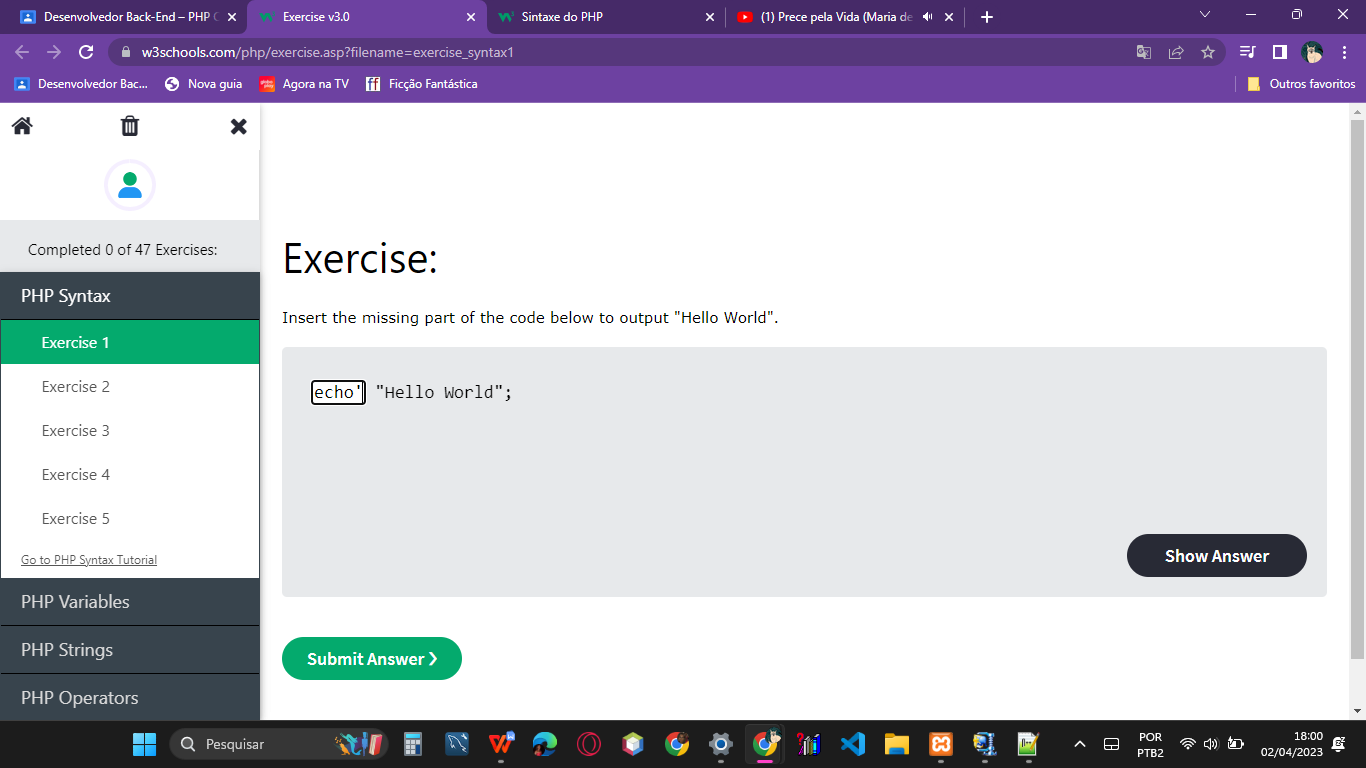 Desenvolvedor Back-End – PHP C
Exercise v3.0
Sintaxe do PHP
(1) Prece pela Vida (Maria de
w3schools.com/php/exercise.asp?filename=exercise_syntax1
Desenvolvedor Bac...
Nova guia
Agora na TV
Ficção Fantástica
Outros favoritos
Completed 0 of 47 Exercises:
PHP Syntax
Exercise 1
Exercise 2
Exercise 3
Exercise 4
Exercise 5
Go to PHP Syntax Tutorial
PHP Variables
PHP Strings
PHP Operators
Exercise:
Insert the missing part of the code below to output "Hello World".
echo' "Hello World";
Show Answer
Submit Answer ❯
Pesquisar
POR
PTB2
18:00
02/04/2023